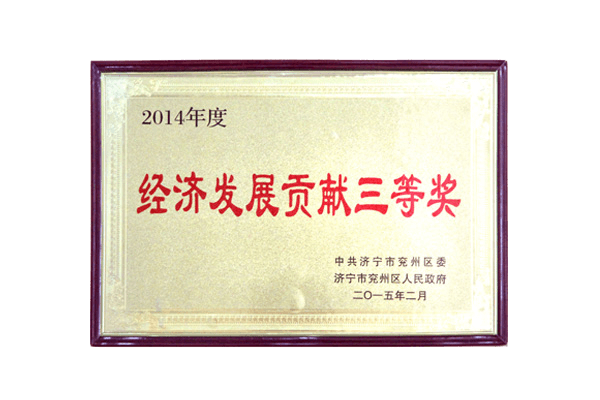 2014年度
经济发展贡献三等奖
中共济宁市兖州区委
济宁市兖州区人民政府
二〇一五年二月